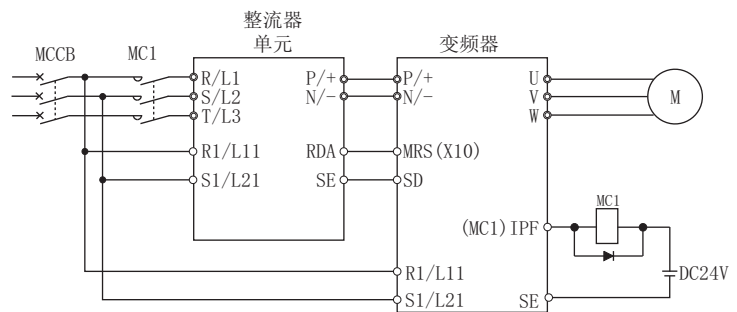 整流器
单元
变频器
MCCB
MC1
R/L1
S/L2
T/L3
R1/L11
S1/L21
P/+
N/-
RDA
SE
P/+
N/-
MRS(X10)
SD
R1/L11
S1/L21
U
V
W
(MC1)IPF
SE
M
MC1
DC24V